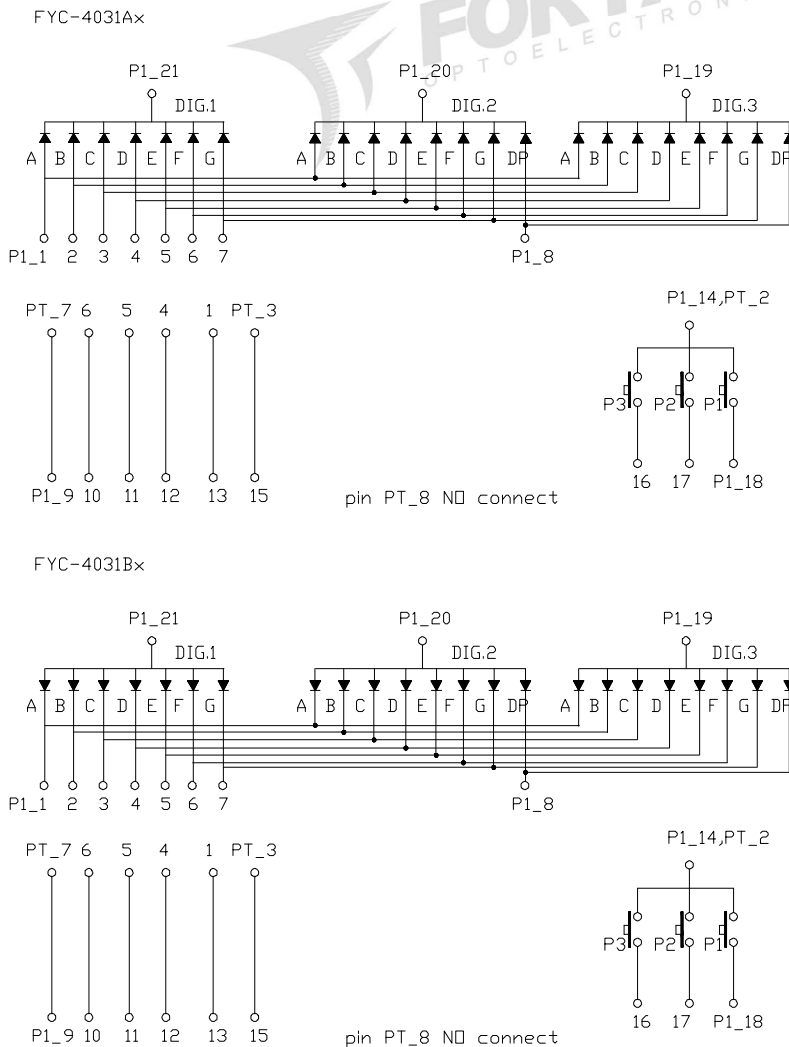 FYC-4031Ax
FORYA
OPTOELECTRON
P1_21 P1_20 P1_19
DIG.1 DIG.2 DIG.3
A B C D E F G A B C D E F G DP A B C D E F G DP
P1_1 2 3 4 5 6 7 P1_8
PT_7 6 5 4 1 PT_3 P1_14,PT_2
P3 P2 P1
P1_9 10 11 12 13 15 16 17 P1_18
pin PT_8 NO connect
FYC-4031Bx
P1_21 P1_20 P1_19
DIG.1 DIG.2 DIG.3
A B C D E F G A B C D E F G DP A B C D E F G DP
P1_1 2 3 4 5 6 7 P1_8
PT_7 6 5 4 1 PT_3 P1_14,PT_2
P3 P2 P1
P1_9 10 11 12 13 15 16 17 P1_18
pin PT_8 NO connect